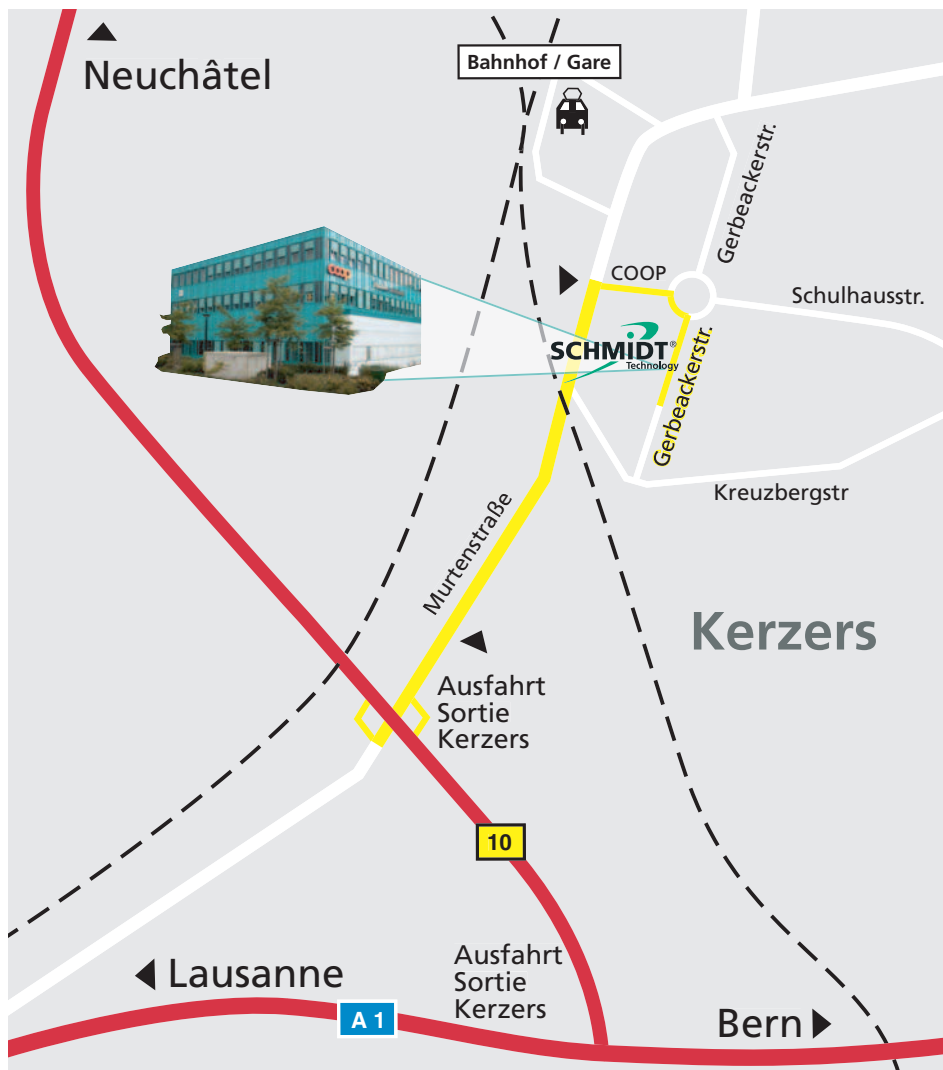 Neuchâtel
Bahnhof / Gare
Gerbeackerstr.
COOP
coop
Schulhausstr.
SCHMIDT®
Technology
Gerbeackerstr.
Kreuzbergstr
Murtenstraße
Kerzers
Ausfahrt
Sortie
Kerzers
10
Ausfahrt
Sortie
Kerzers
Lausanne
A 1
Bern